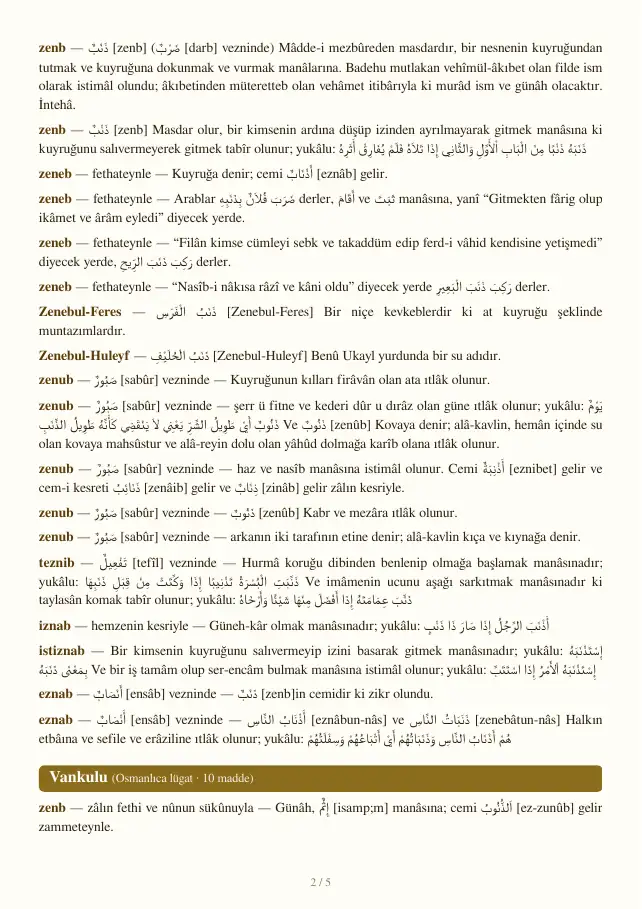 zenb — ذَنْبٌ [zenb] (ضَرْبٌ [darb] vezninde) Mâdde-i mezbûreden masdardır, bir nesnenin kuyruğundan
tutmak ve kuyruğuna dokunmak ve vurmak manâlarına. Badehu mutlakan vehîmül-âkıbet olan filde ism
olarak istimâl olundu; âkıbetinden müteretteb olan vehâmet itibârıyla ki murâd ism ve günâh olacaktır.
İntehâ.
zenb — ذَنْبٌ [zenb] Masdar olur, bir kimsenin ardına düşüp izinden ayrılmayarak gitmek manâsına ki
kuyruğunu salıvermeyerek gitmek tabîr olunur; yukâlu: ذَنَبَهُ ذَنْبًا مِنَ الْبَابِ اْلأَوَّلِ وَالثَّانِي إِذَا تَلاَهُ فَلَمْ يُفَارِقْ أَثَرِهُ
zeneb — fethateynle — Kuyruğa denir; cemi أَذْنَابٌ [eznâb] gelir.
zeneb — fethateynle — Arablar ضَرَبَ فُلاَنٌ بِذَنَبِهِ derler, أَقَامَ ve ثَبَتَ manâsına, yanî “Gitmekten fârig olup
ikâmet ve ârâm eyledi” diyecek yerde.
zeneb — fethateynle — “Filân kimse cümleyi sebk ve takaddüm edip ferd-i vâhid kendisine yetişmedi”
diyecek yerde, رَكِبَ ذَنَبَ الرِّيحِ derler.
zeneb — fethateynle — “Nasîb-i nâkısa râzî ve kâni oldu” diyecek yerde رَكِبَ ذَنَبَ الْبَعِيرِ derler.
Zenebul-Feres — ذَنَبُ الْفَرَسِ [Zenebul-Feres] Bir niçe kevkeblerdir ki at kuyruğu şeklinde
muntazımlardır.
Zenebul-Huleyf — ذَنَبُ الْحُلَيْفِ [Zenebul-Huleyf] Benû Ukayl yurdunda bir su adıdır.
zenub — صَبُورٌ [sabûr] vezninde — Kuyruğunun kılları firâvân olan ata ıtlâk olunur.
zenub — صَبُورٌ [sabûr] vezninde — şerr ü fitne ve kederi dûr u dırâz olan güne ıtlâk olunur; yukâlu: يَوْمٌ
ذَنُوبٌ أَيْ طَوِيلُ الشَّرِّ يَعْنِي لاَ يَنْقَضِي كَأَنَّهُ طَوِيلُ الذَّنَبِ Ve ذَنُوبٌ [zenûb] Kovaya denir; alâ-kavlin, hemân içinde su
olan kovaya mahsûstur ve alâ-reyin dolu olan yâhûd dolmağa karîb olana ıtlâk olunur.
zenub — صَبُورٌ [sabûr] vezninde — haz ve nasîb manâsına istimâl olunur. Cemi أَذْنِبَةٌ [eznibet] gelir ve
cem-i kesreti ذَنَائِبُ [zenâib] gelir ve ذِنَابٌ [zinâb] gelir zâlın kesriyle.
zenub — صَبُورٌ [sabûr] vezninde — ذَنُوبٌ [zenûb] Kabr ve mezâra ıtlâk olunur.
zenub — صَبُورٌ [sabûr] vezninde — arkanın iki tarafının etine denir; alâ-kavlin kıça ve kıynağa denir.
teznib — تَفْعِيلٌ [tefîl] vezninde — Hurmâ koruğu dibinden benlenip olmağa başlamak manâsınadır;
yukâlu: ذَنَّبَتِ الْبُسْرَةُ تَذْنِيبًا إِذَا وَكَّتَتْ مِنْ قِبَلِ ذَنَبِهَا Ve imâmenin ucunu aşağı sarkıtmak manâsınadır ki
taylasân komak tabîr olunur; yukâlu: ذَنَّبَ عِمَامَتَهُ إِذَا أَفْضَلَ مِنْهَا شَيْئًا وَأَرْخَاهُ
iznab — hemzenin kesriyle — Güneh-kâr olmak manâsınadır; yukâlu: أَذْنَبَ الرَّجُلُ إِذَا صَارَ ذَا ذَنْبٍ
istiznab — Bir kimsenin kuyruğunu salıvermeyip izini basarak gitmek manâsınadır; yukâlu: إِسْتَذْنَبَهُ
بِمَعْنَى ذَنَبَهُ Ve bir iş tamâm olup ser-encâm bulmak manâsına istimâl olunur; yukâlu: إِسْتَذْنَبَهُ اْلأَمْرُ إِذَا اسْتَتَبَّ
eznab — أَنْصَابٌ [ensâb] vezninde — ذَنْبٌ [zenb]in cemidir ki zikr olundu.
eznab — أَنْصَابٌ [ensâb] vezninde — أَذْنَابُ النَّاسِ [eznâbun-nâs] ve ذَنَبَاتُ النَّاسِ [zenebâtun-nâs] Halkın
etbâına ve sefile ve erâziline ıtlâk olunur; yukâlu: هُمْ أَذْنَابُ النَّاسِ وَذَنَبَاتُهُمْ أَيْ أَتْبَاعُهُمْ وَسِفْلَتُهُمْ
Vankulu (Osmanlıca lügat · 10 madde)
zenb — zâlın fethi ve nûnun sükûnuyla — Günâh, إِثْمٌ [isamp;m] manâsına; cemi اَلذُّنُوبُ [ez-zunûb] gelir
zammeteynle.
2 / 5